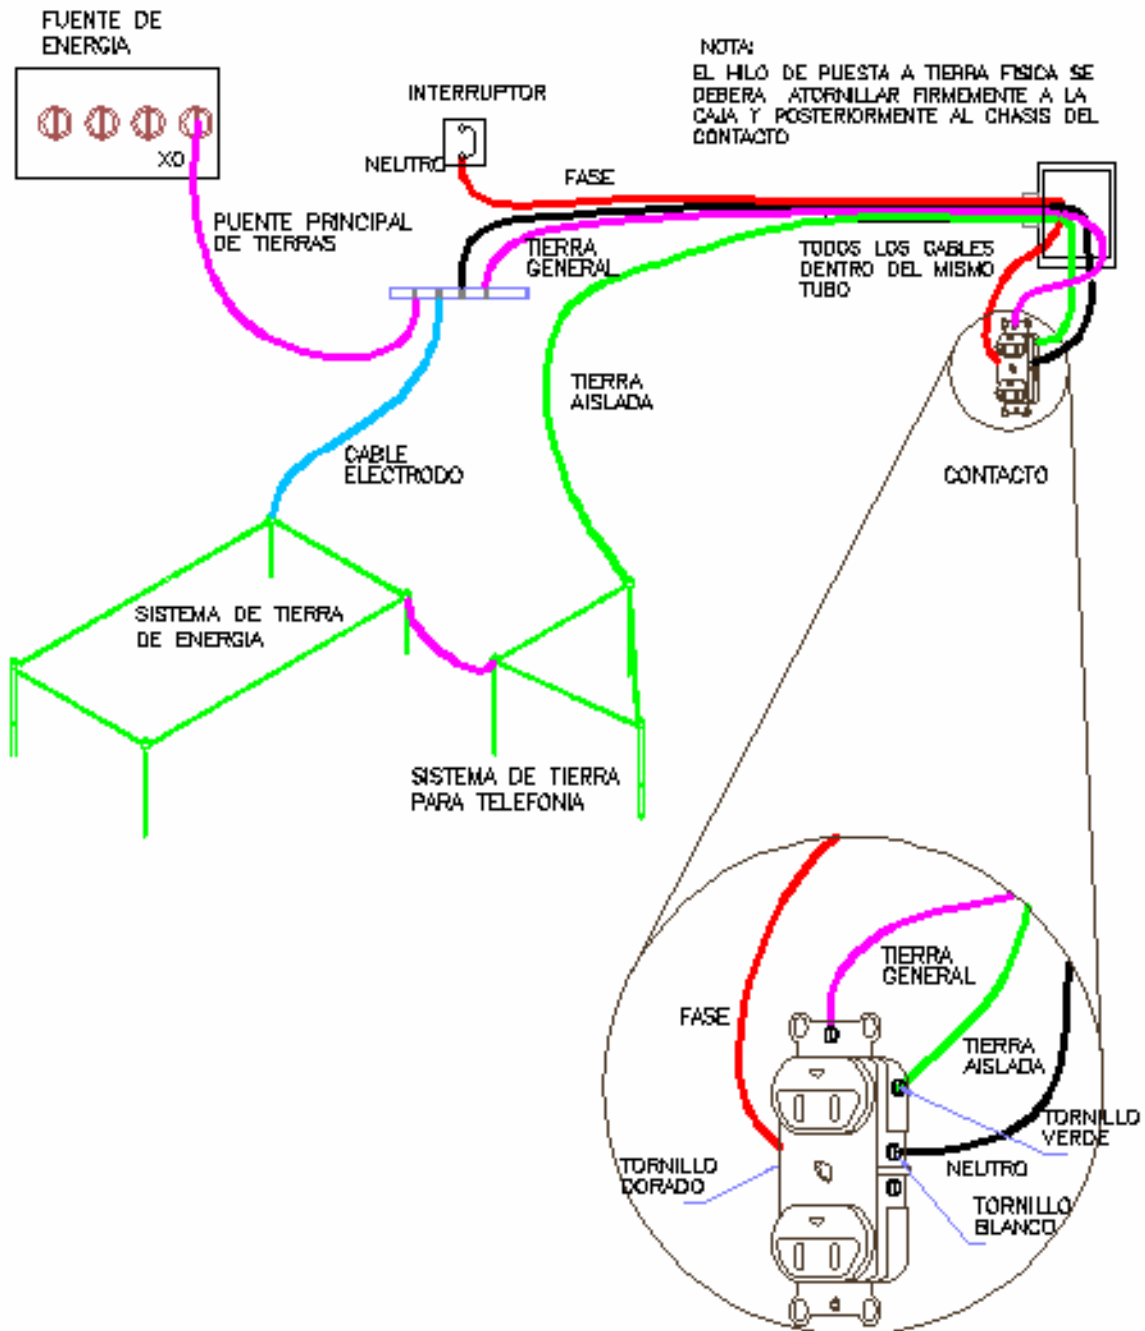 FUENTE DE
ENERGIA
XO
INTERRUPTOR
NEUTRO
NOTA:
EL HILO DE PUESTA A TIERRA FISICA SE
DEBERA ATORNILLAR FIRMEMENTE A LA
CAJA Y POSTERIORMENTE AL CHASIS DEL
CONTACTO
FASE
PUENTE PRINCIPAL
DE TIERRAS
TIERRA
GENERAL
TODOS LOS CABLES
DENTRO DEL MISMO
TUBO
TIERRA
AISLADA
CABLE
ELECTRODO
CONTACTO
SISTEMA DE TIERRA
DE ENERGIA
SISTEMA DE TIERRA
PARA TELEFONIA
TIERRA
GENERAL
FASE
TIERRA
AISLADA
TORNILLO
VERDE
TORNILLO
DORADO
NEUTRO
TORNILLO
BLANCO